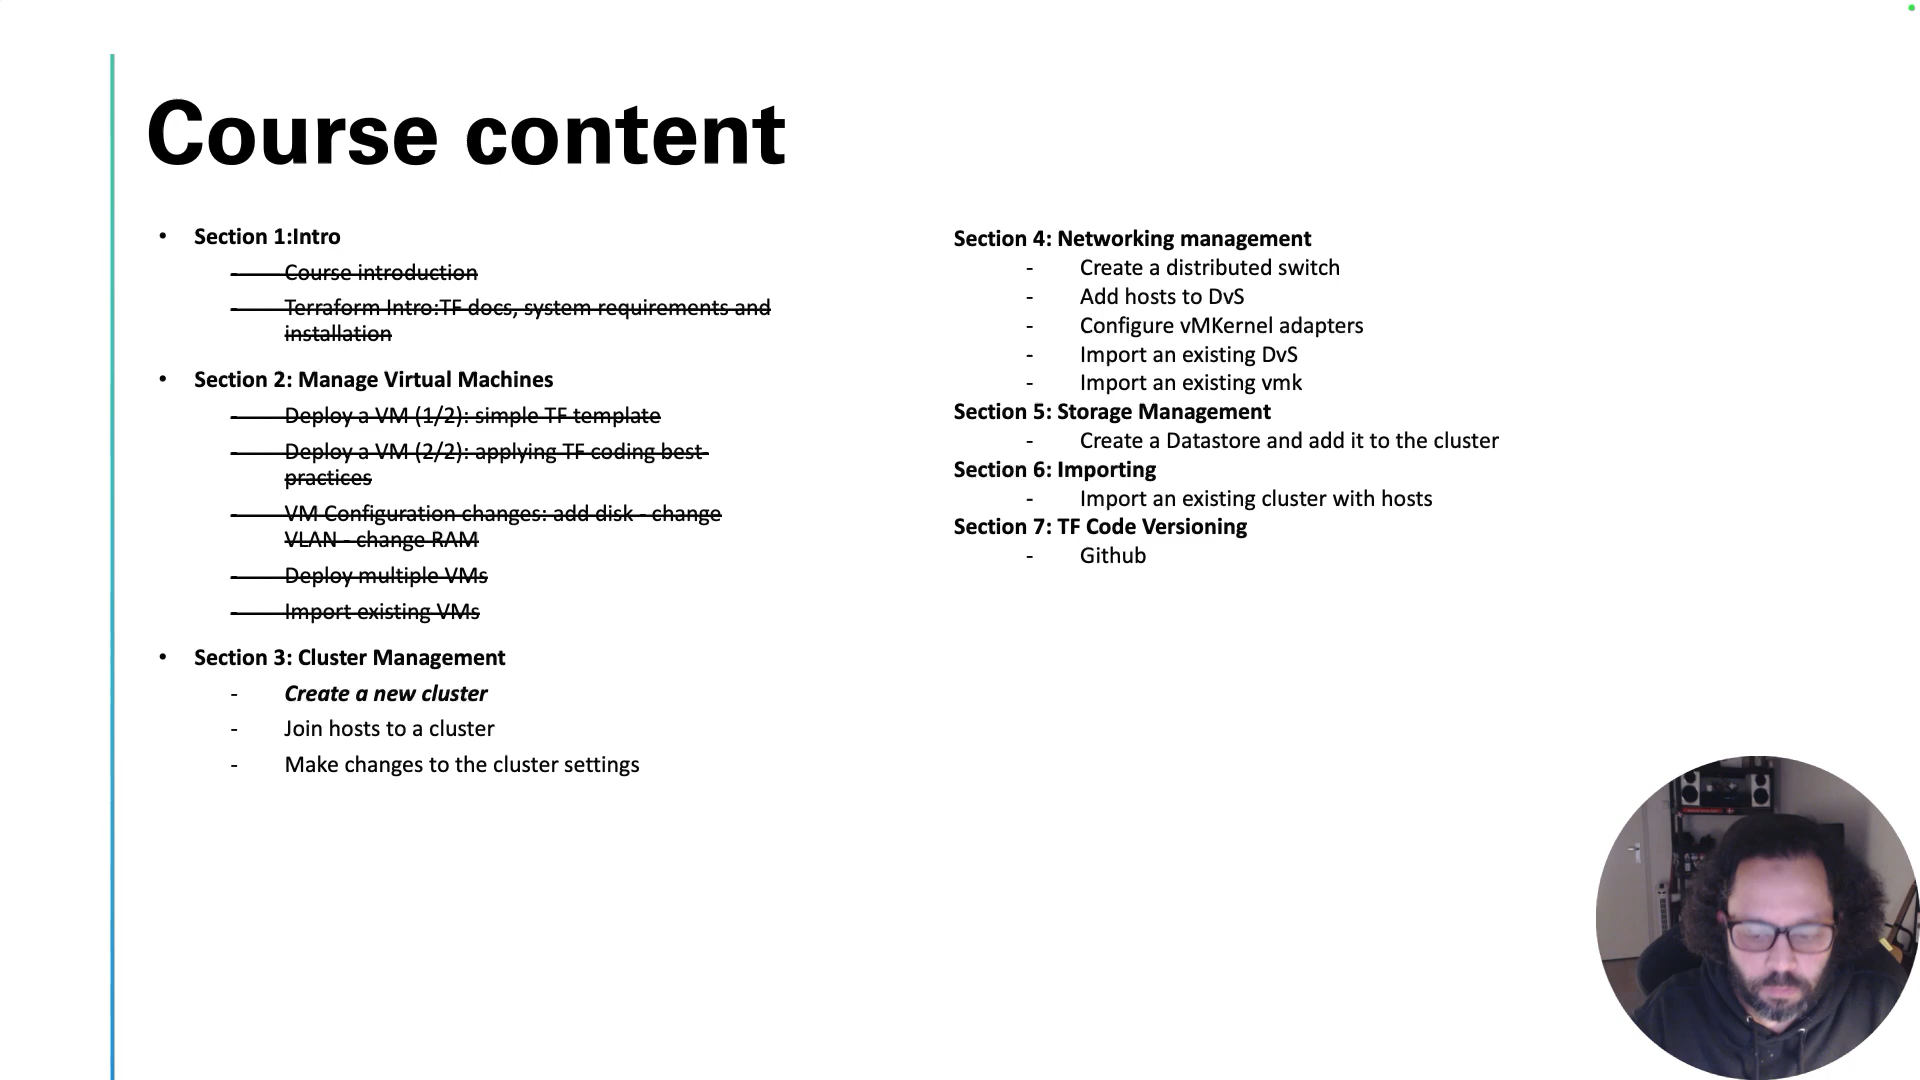 Course content
• Section 1:Intro
- Course introduction
- Terraform Intro:TF docs, system requirements and
installation
• Section 2: Manage Virtual Machines
- Deploy a VM (1/2): simple TF template
- Deploy a VM (2/2): applying TF coding best
practices
- VM Configuration changes: add disk - change
VLAN - change RAM
- Deploy multiple VMs
- Import existing VMs
• Section 3: Cluster Management
- Create a new cluster
- Join hosts to a cluster
- Make changes to the cluster settings
Section 4: Networking management
- Create a distributed switch
- Add hosts to DvS
- Configure vMKernel adapters
- Import an existing DvS
- Import an existing vmk
Section 5: Storage Management
- Create a Datastore and add it to the cluster
Section 6: Importing
- Import an existing cluster with hosts
Section 7: TF Code Versioning
- Github